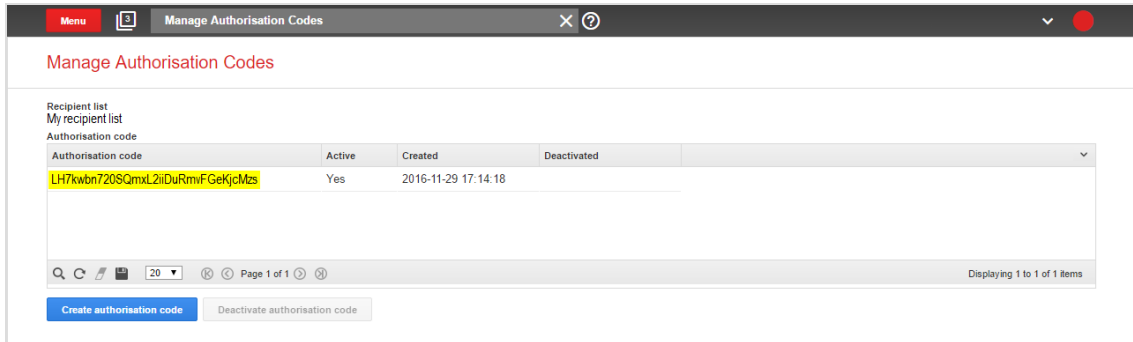 Menu 3 Manage Authorisation Codes
Manage Authorisation Codes
Recipient list
My recipient list
Authorisation code
Authorisation code Active Created Deactivated
LH7kwbn720SQmxL2iiDuRmvFGeKjcMzs Yes 2016-11-29 17:14:18
20 Page 1 of 1 Displaying 1 to 1 of 1 items
Create authorisation code Deactivate authorisation code